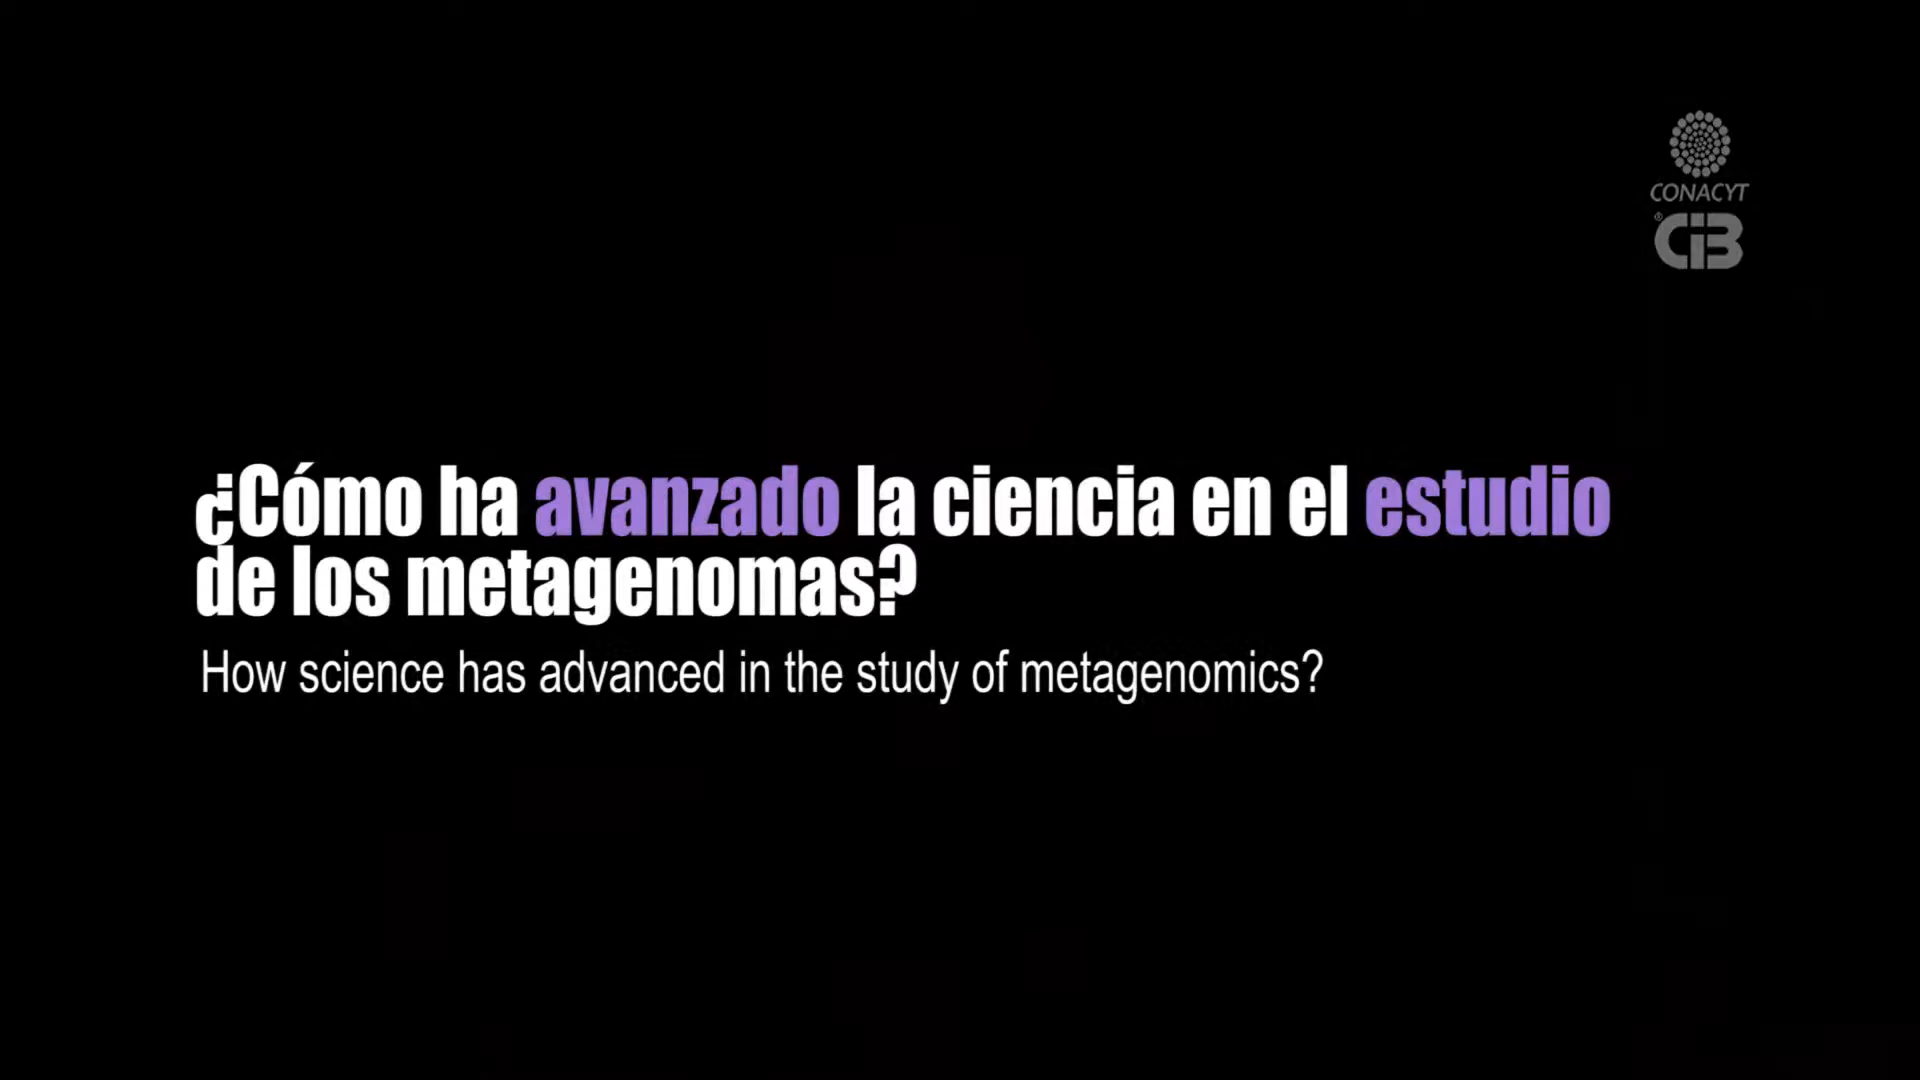 CONACYT
® CiB
¿Cómo ha avanzado la ciencia en el estudio
de los metagenomas?
How science has advanced in the study of metagenomics?